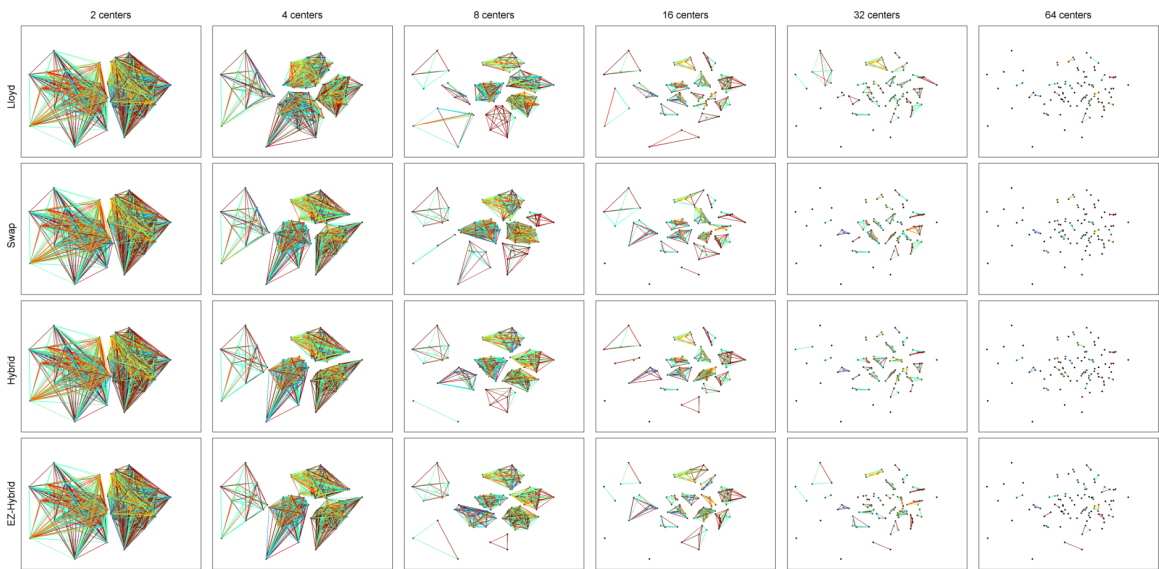 2 centers
4 centers
8 centers
16 centers
32 centers
64 centers
Lloyd
Swap
Hybrid
EZ-Hybrid